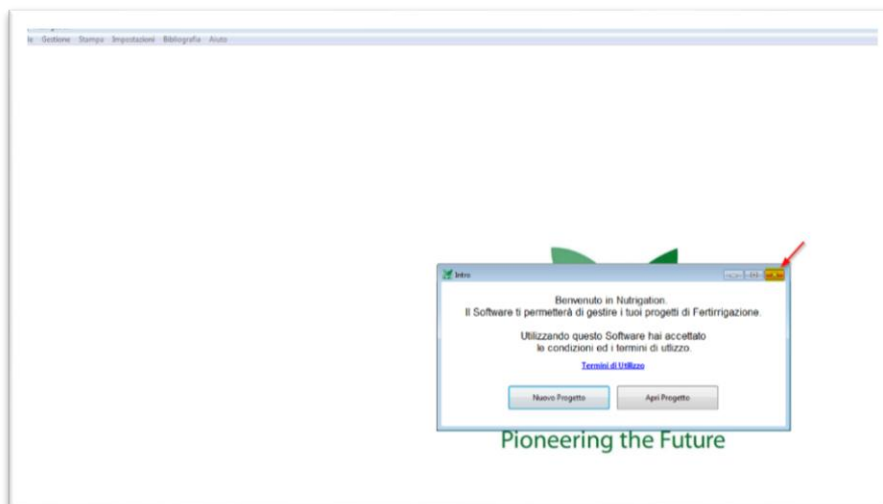 Gestione Stampa Impostazioni Bibliografia Aiuto
Intro
Benvenuto in Nutrigation.
Il Software ti permetterà di gestire i tuoi progetti di Fertirrigazione.
Utilizzando questo Software hai accettato
le condizioni ed i termini di utlizzo.
Termini di Utilizzo
Nuovo Progetto Apri Progetto
Pioneering the Future